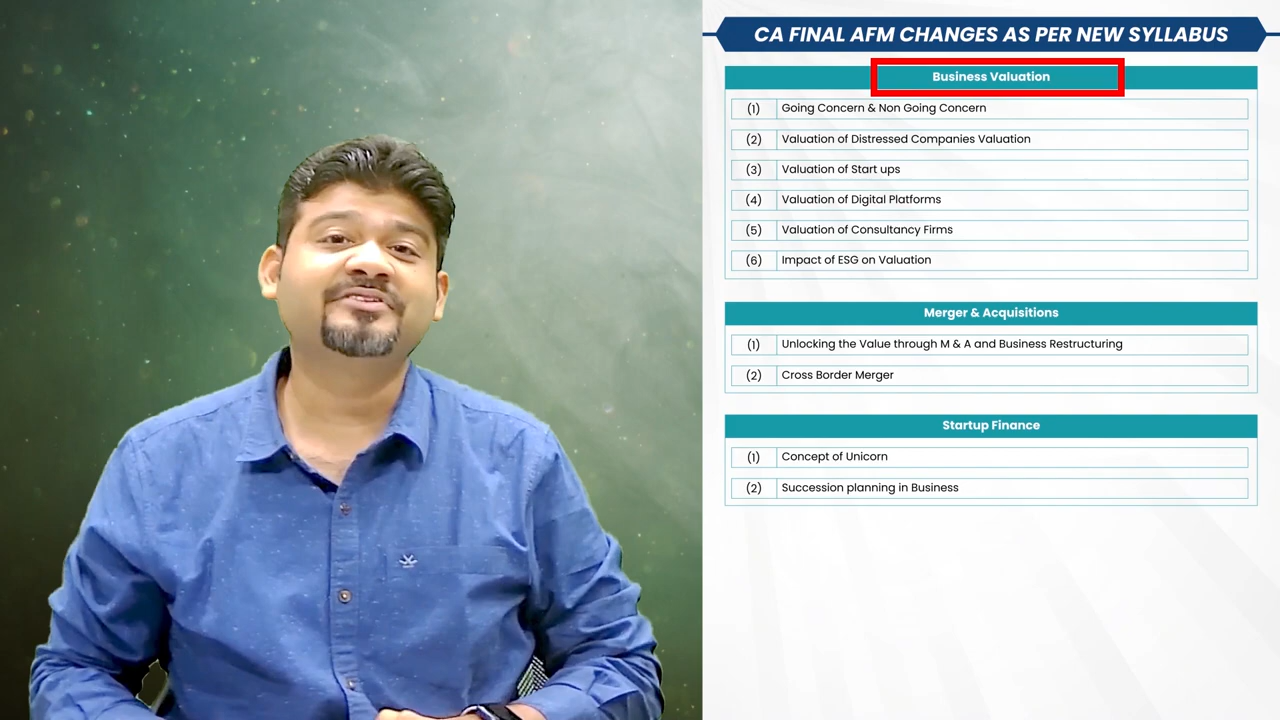 CA FINAL AFM CHANGES AS PER NEW SYLLABUS
Business Valuation
(1) Going Concern & Non Going Concern
(2) Valuation of Distressed Companies Valuation
(3) Valuation of Start ups
(4) Valuation of Digital Platforms
(5) Valuation of Consultancy Firms
(6) Impact of ESG on Valuation
Merger & Acquisitions
(1) Unlocking the Value through M & A and Business Restructuring
(2) Cross Border Merger
Startup Finance
(1) Concept of Unicorn
(2) Succession planning in Business